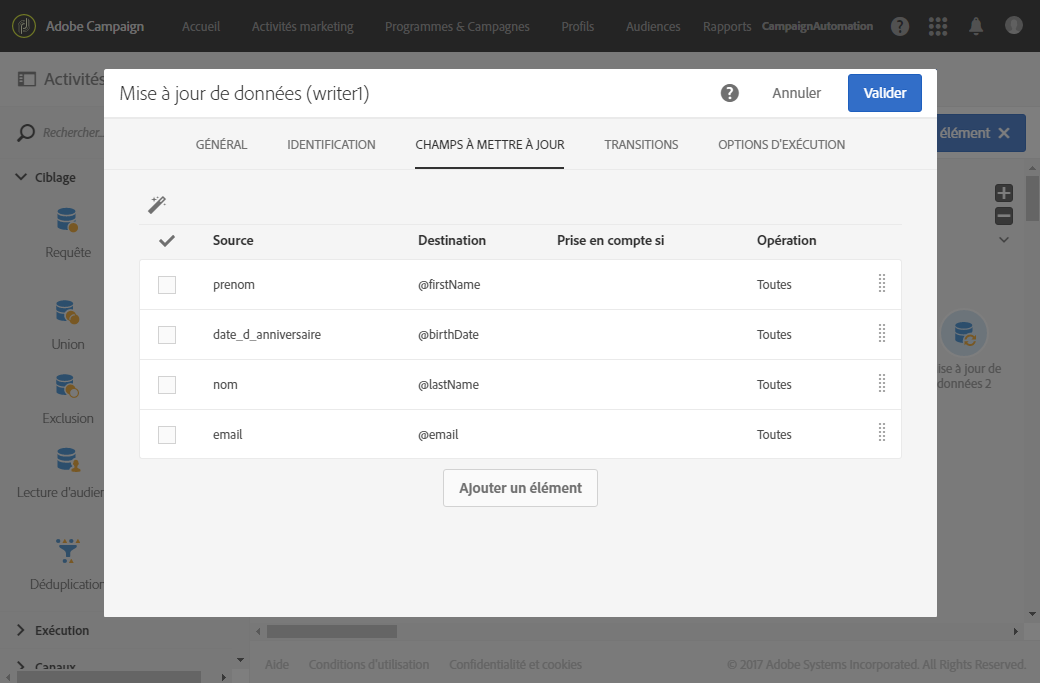 Adobe Campaign Accueil Activités marketing Programmes & Campagnes Profils Audiences Rapports CampaignAutomation ?
Activités
Mise à jour de données (writer1) ? Annuler Valider
Rechercher...
élément ×
GÉNÉRAL IDENTIFICATION CHAMPS À METTRE À JOUR TRANSITIONS OPTIONS D'EXÉCUTION
Ciblage
Requête
Source Destination Prise en compte si Opération
prenom @firstName Toutes
Union
date_d_anniversaire @birthDate Toutes
ise à jour de
données 2
nom @lastName Toutes
Exclusion
email @email Toutes
Lecture d'audien
Ajouter un élément
Déduplication
Exécution
Canaux
Aide Conditions d'utilisation Confidentialité et cookies © 2017 Adobe Systems Incorporated. All Rights Reserved.